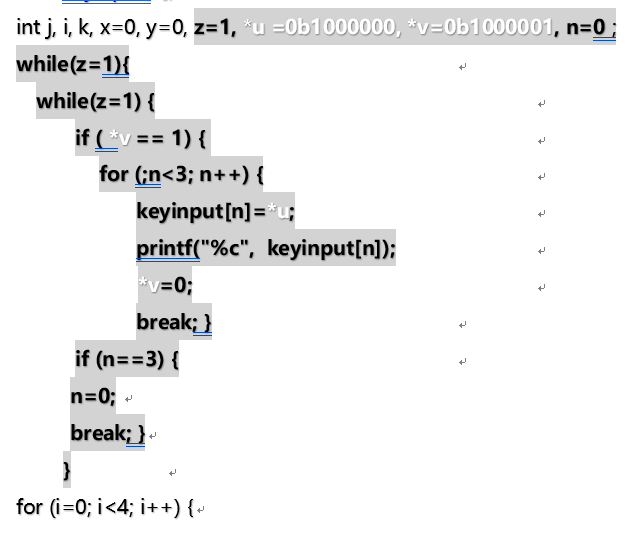 int j, i, k, x=0, y=0, z=1, *u =0b1000000, *v=0b1000001, n=0 ;
while(z=1){
while(z=1) {
if ( *v == 1) {
for (;n<3; n++) {
keyinput[n]=*u;
printf("%c", keyinput[n]);
*v=0;
break; }
if (n==3) {
n=0;
break; }
}
for (i=0; i<4; i++) {